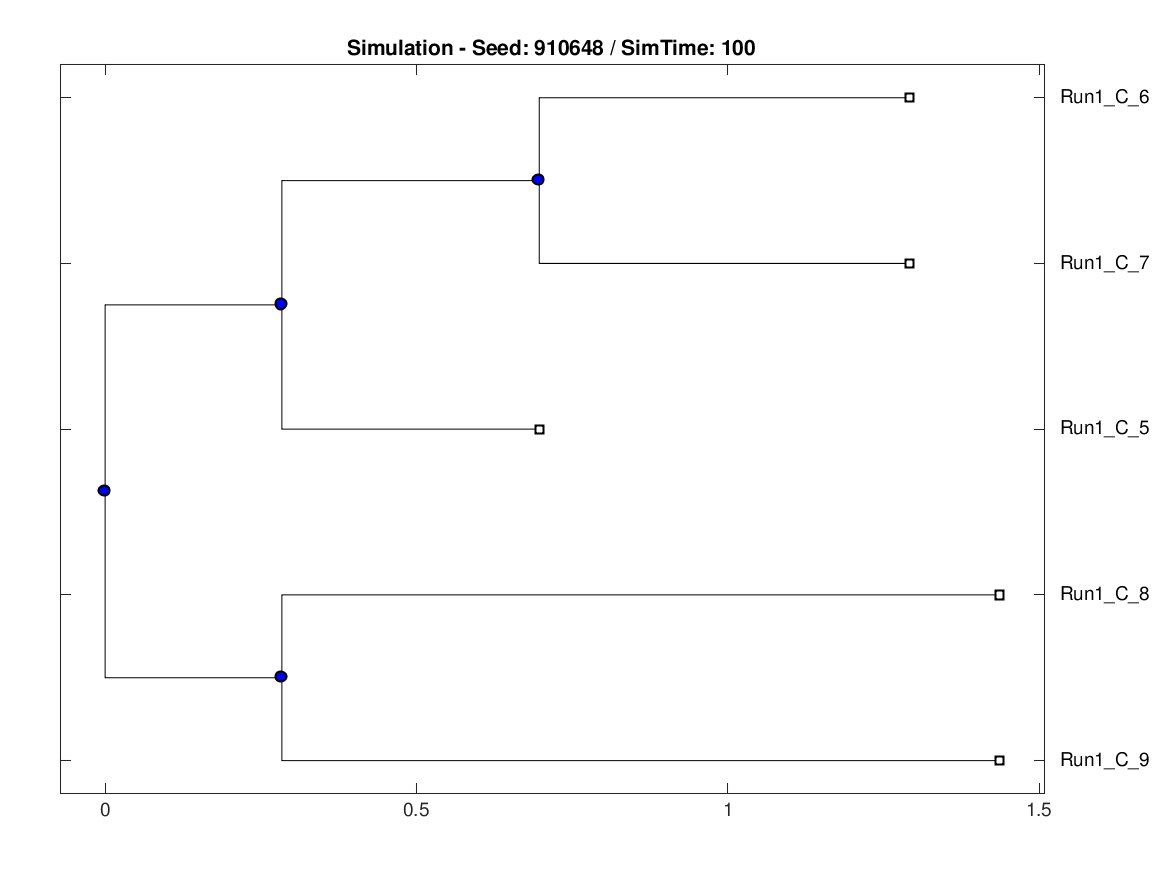 Simulation - Seed: 910648 / SimTime: 100
Run1_C_6
Run1_C_7
Run1_C_5
Run1_C_8
Run1_C_9
0 0.5 1 1.5